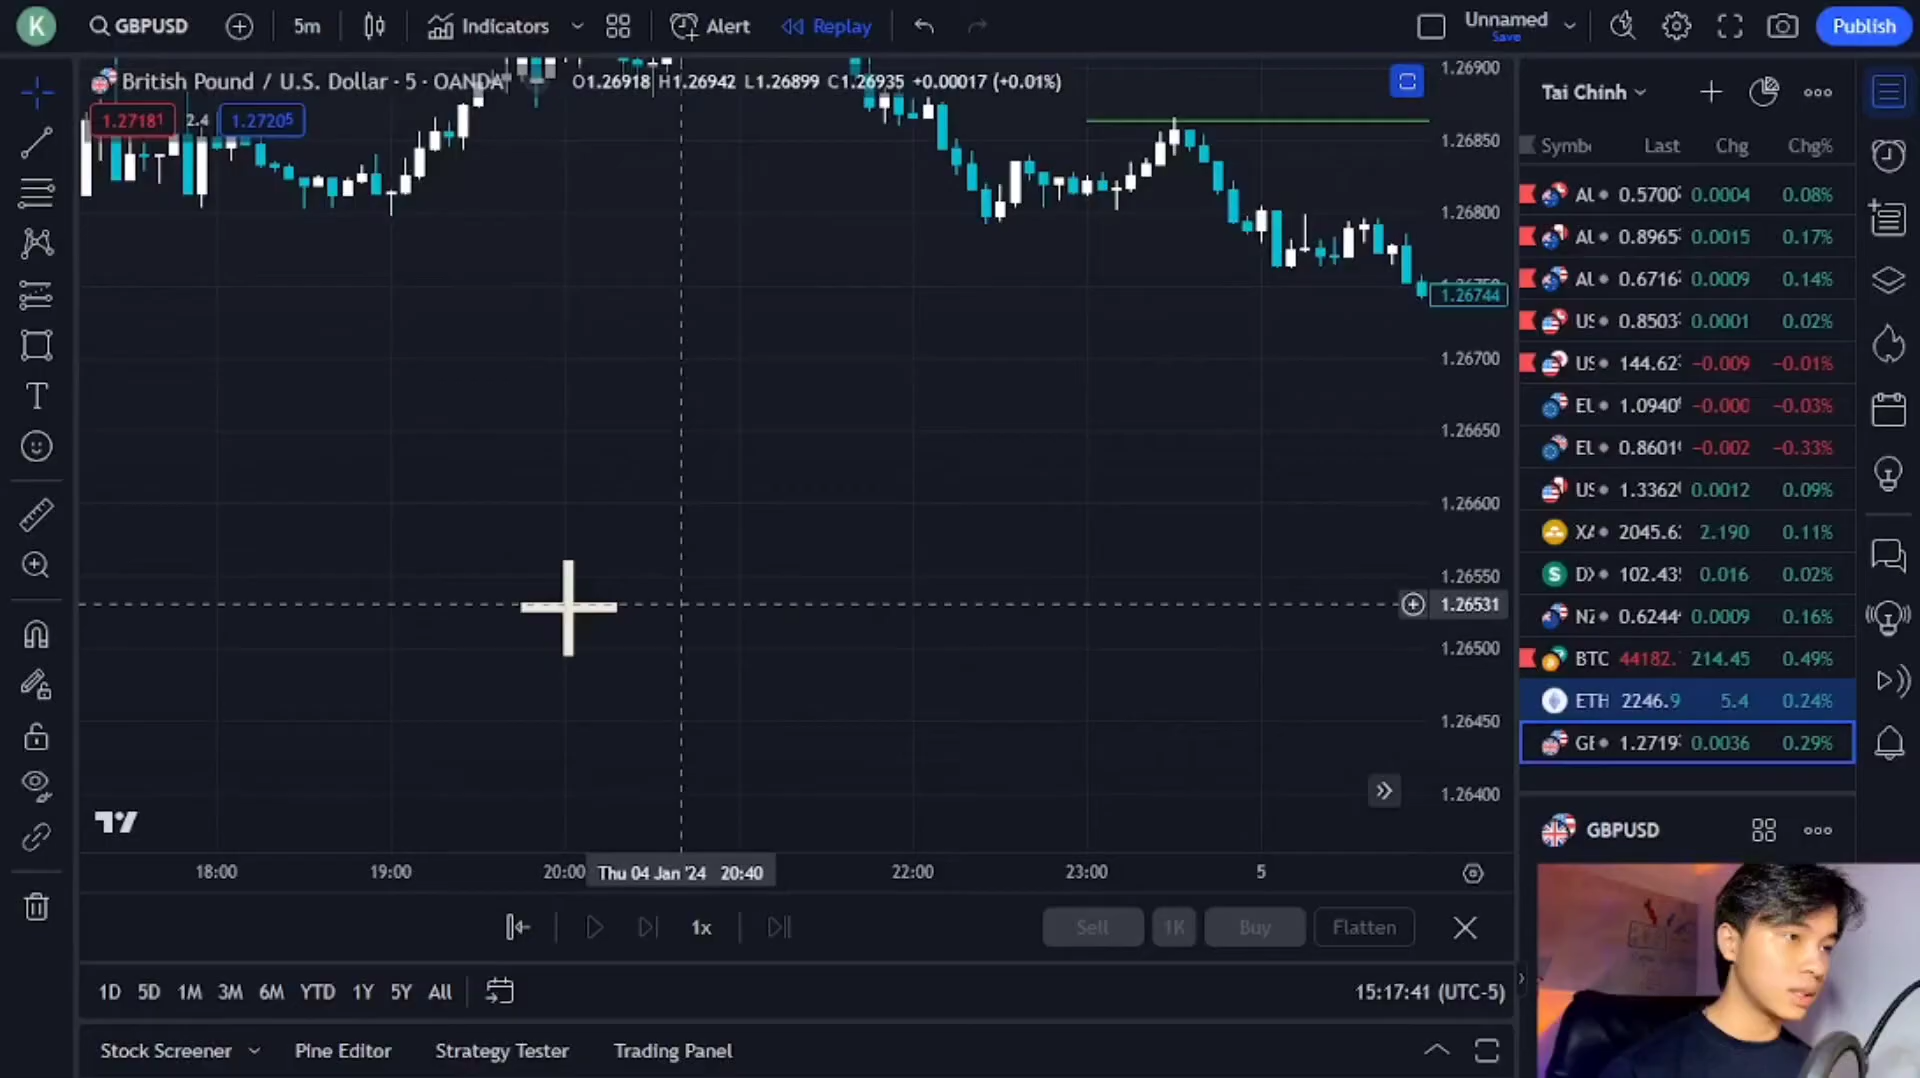 K GBPUSD 5m Indicators Alert Replay Unnamed Save Publish
British Pound / U.S. Dollar · 5 · OANDA O1.26918 H1.26942 L1.26899 C1.26935 +0.00017 (+0.01%)
1.27181 2.4 1.27205
1.26900
1.26850
1.26800
1.26744
1.26700
1.26650
1.26600
1.26550
1.26531
1.26500
1.26450
1.26400
18:00 19:00 20:00 Thu 04 Jan '24 20:40 22:00 23:00 5
1x Sell 1K Buy Flatten
1D 5D 1M 3M 6M YTD 1Y 5Y All 15:17:41 (UTC-5)
Stock Screener Pine Editor Strategy Tester Trading Panel
Tai Chinh
Last Chg Chg%
0.5700 0.0004 0.08%
0.8965 0.0015 0.17%
0.6716 0.0009 0.14%
0.8503 0.0001 0.02%
144.62 −0.009 −0.01%
1.0940 −0.000 −0.03%
0.8601 −0.002 −0.33%
1.3362 0.0012 0.09%
2045.6 2.190 0.11%
102.43 0.016 0.02%
0.6244 0.0009 0.16%
BTC 44182. 214.45 0.49%
ETH 2246.9 5.4 0.24%
1.2719 0.0036 0.29%
GBPUSD